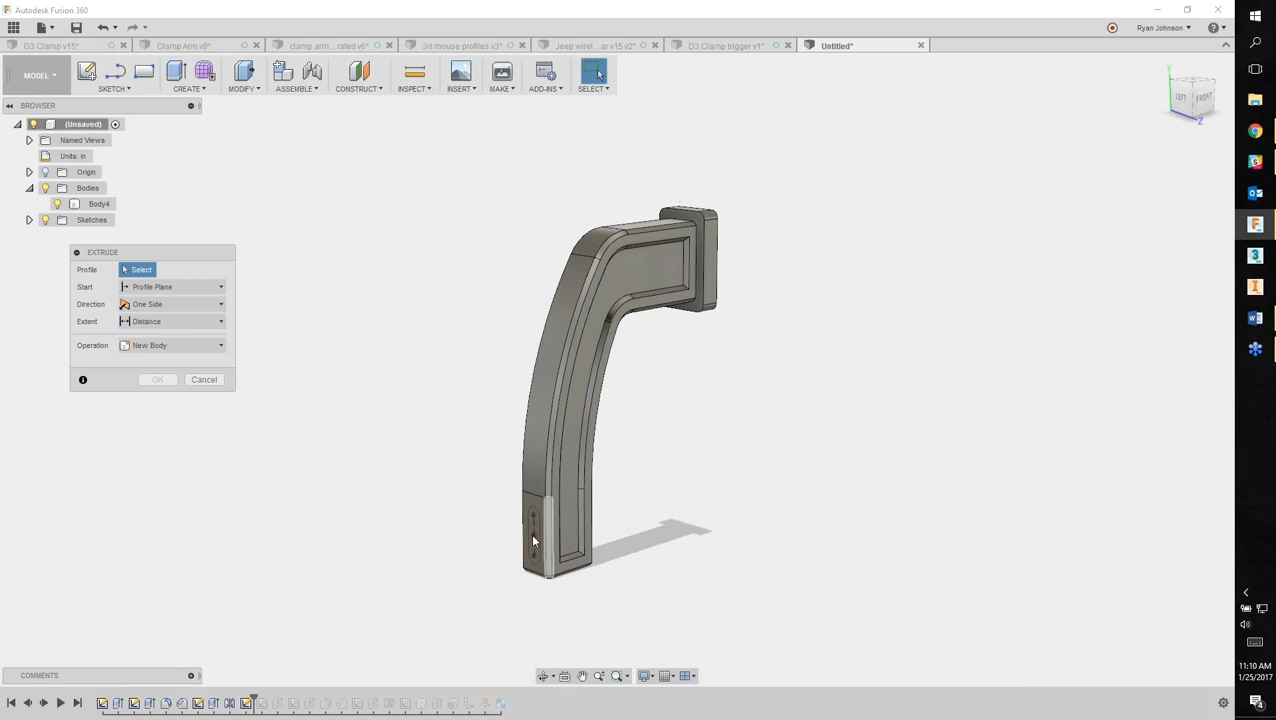 Autodesk Fusion 360
Ryan Johnson
D3 Clamp v15*
Clamp Arm v9*
clamp arm...rated v6*
3d mouse profiles v3*
Jeep wirel...ar v15 v2*
D3 Clamp trigger v1*
Untitled*
MODEL
SKETCH
CREATE
MODIFY
ASSEMBLE
CONSTRUCT
INSPECT
INSERT
MAKE
ADD-INS
SELECT
BROWSER
(Unsaved)
Named Views
Units: in
Origin
Bodies
Body4
Sketches
EXTRUDE
Profile Select
Start Profile Plane
Direction One Side
Extent Distance
Operation New Body
OK Cancel
LEFT FRONT
Y
Z
COMMENTS
11:10 AM
1/25/2017
4